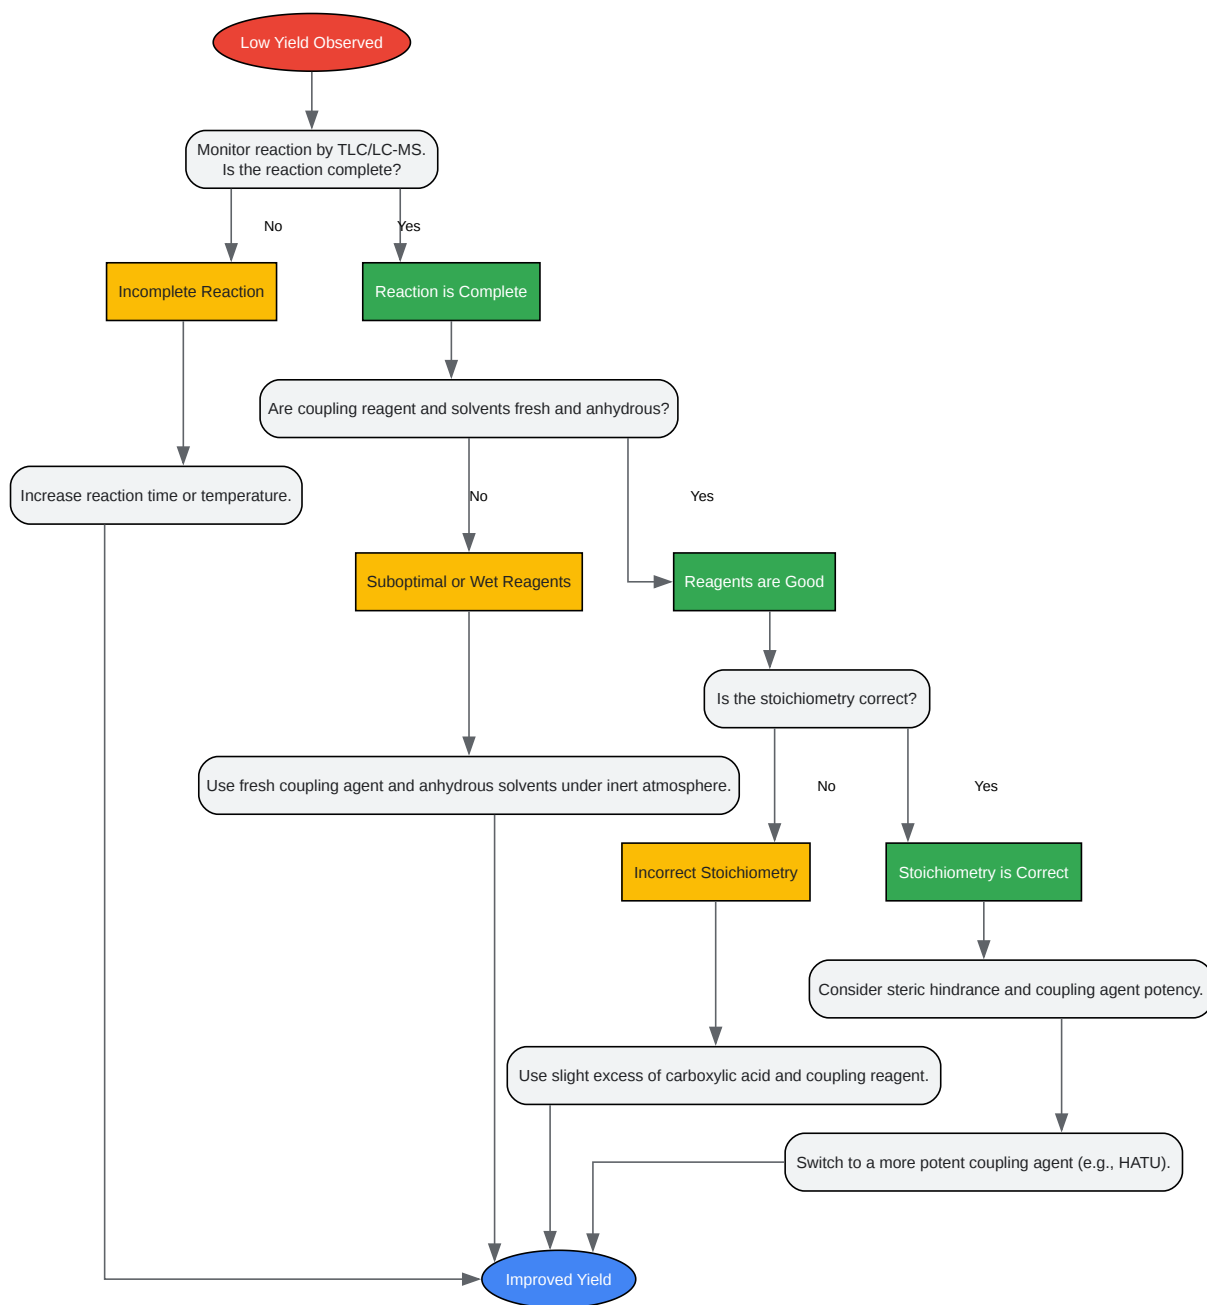 Low Yield Observed
Monitor reaction by TLC/LC-MS.
Is the reaction complete?
No
Yes
Incomplete Reaction
Reaction is Complete
Are coupling reagent and solvents fresh and anhydrous?
Increase reaction time or temperature.
No
Yes
Suboptimal or Wet Reagents
Reagents are Good
Is the stoichiometry correct?
Use fresh coupling agent and anhydrous solvents under inert atmosphere.
No
Yes
Incorrect Stoichiometry
Stoichiometry is Correct
Consider steric hindrance and coupling agent potency.
Use slight excess of carboxylic acid and coupling reagent.
Switch to a more potent coupling agent (e.g., HATU).
Improved Yield